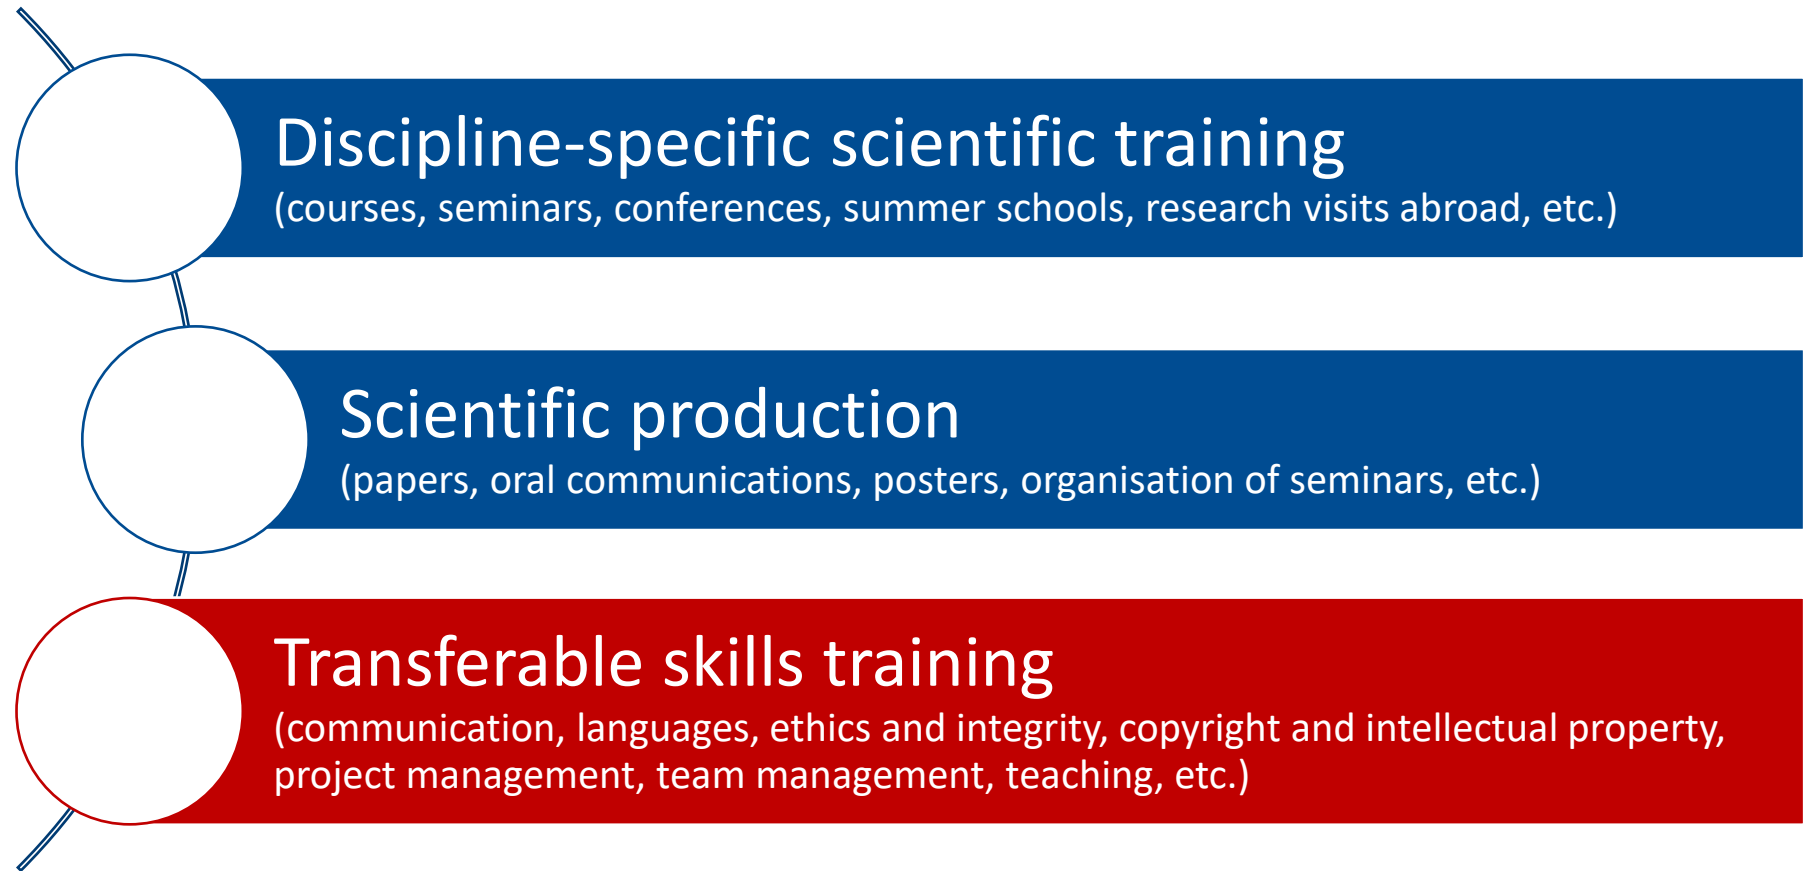 Discipline-specific scientific training
(courses, seminars, conferences, summer schools, research visits abroad, etc.)
Scientific production
(papers, oral communications, posters, organisation of seminars, etc.)
Transferable skills training
(communication, languages, ethics and integrity, copyright and intellectual property,
project management, team management, teaching, etc.)